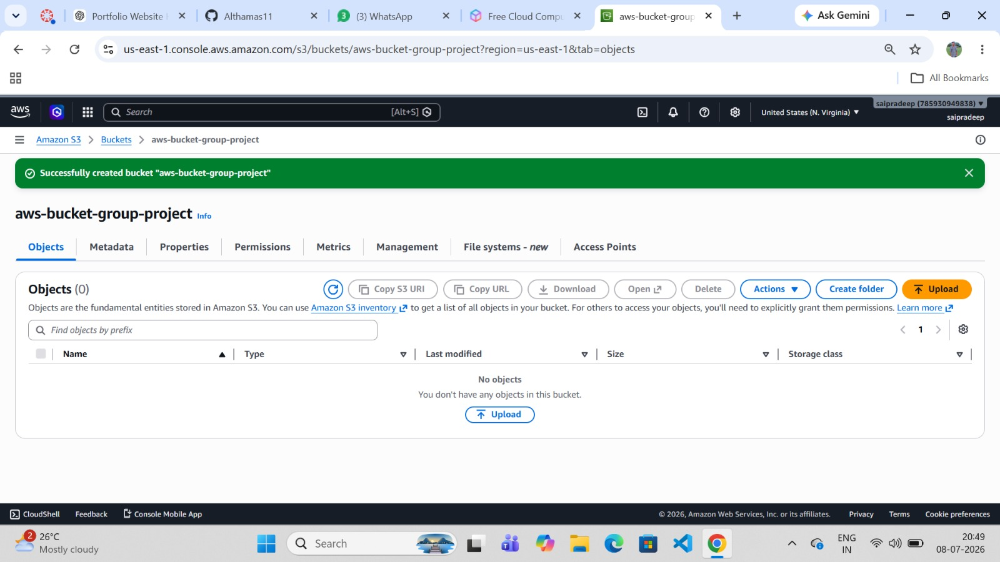 Portfolio Website
Althamas11
3
(3) WhatsApp
Free Cloud Compu
aws-bucket-group
Ask Gemini
us-east-1.console.aws.amazon.com/s3/buckets/aws-bucket-group-project?region=us-east-1&tab=objects
All Bookmarks
aws
Search
[Alt+S]
United States (N. Virginia)
saipradeep (785930949838)
saipradeep
Amazon S3
Buckets
aws-bucket-group-project
Successfully created bucket "aws-bucket-group-project"
aws-bucket-group-project Info
Objects
Metadata
Properties
Permissions
Metrics
Management
File systems - new
Access Points
Objects (0)
Copy S3 URI
Copy URL
Download
Open
Delete
Actions
Create folder
Upload
Objects are the fundamental entities stored in Amazon S3. You can use Amazon S3 inventory to get a list of all objects in your bucket. For others to access your objects, you'll need to explicitly grant them permissions. Learn more
Find objects by prefix
1
Name
Type
Last modified
Size
Storage class
No objects
You don't have any objects in this bucket.
Upload
CloudShell
Feedback
Console Mobile App
© 2026, Amazon Web Services, Inc. or its affiliates.
Privacy
Terms
Cookie preferences
2
26°C
Mostly cloudy
Search
ENG
IN
20:49
08-07-2026